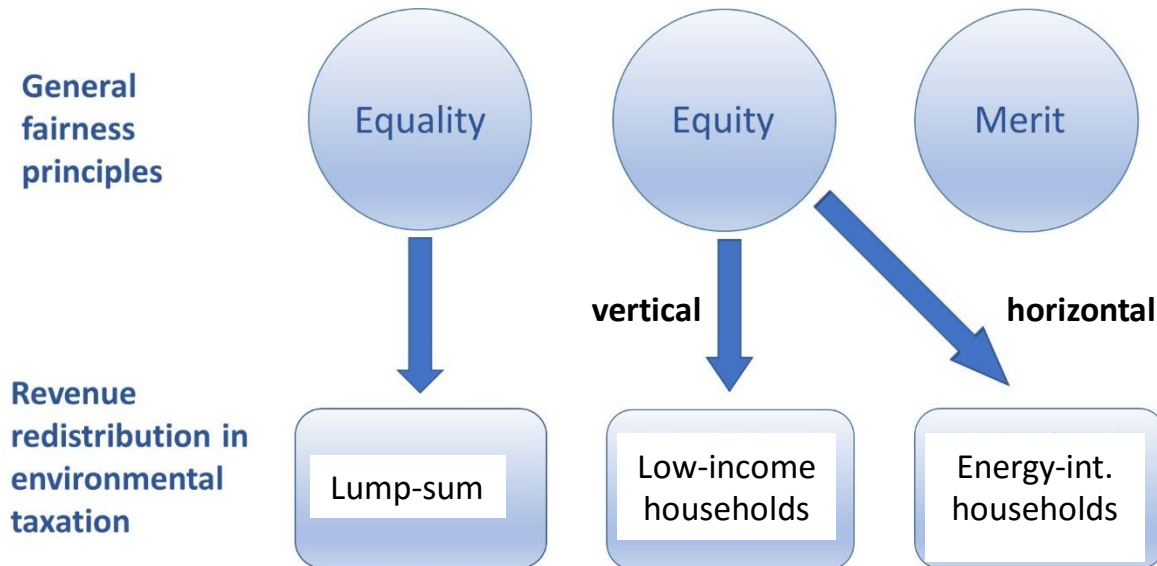 General
fairness
principles
Equality
Equity
Merit
vertical
horizontal
Revenue
redistribution in
environmental
taxation
Lump-sum
Low-income
households
Energy-int.
households